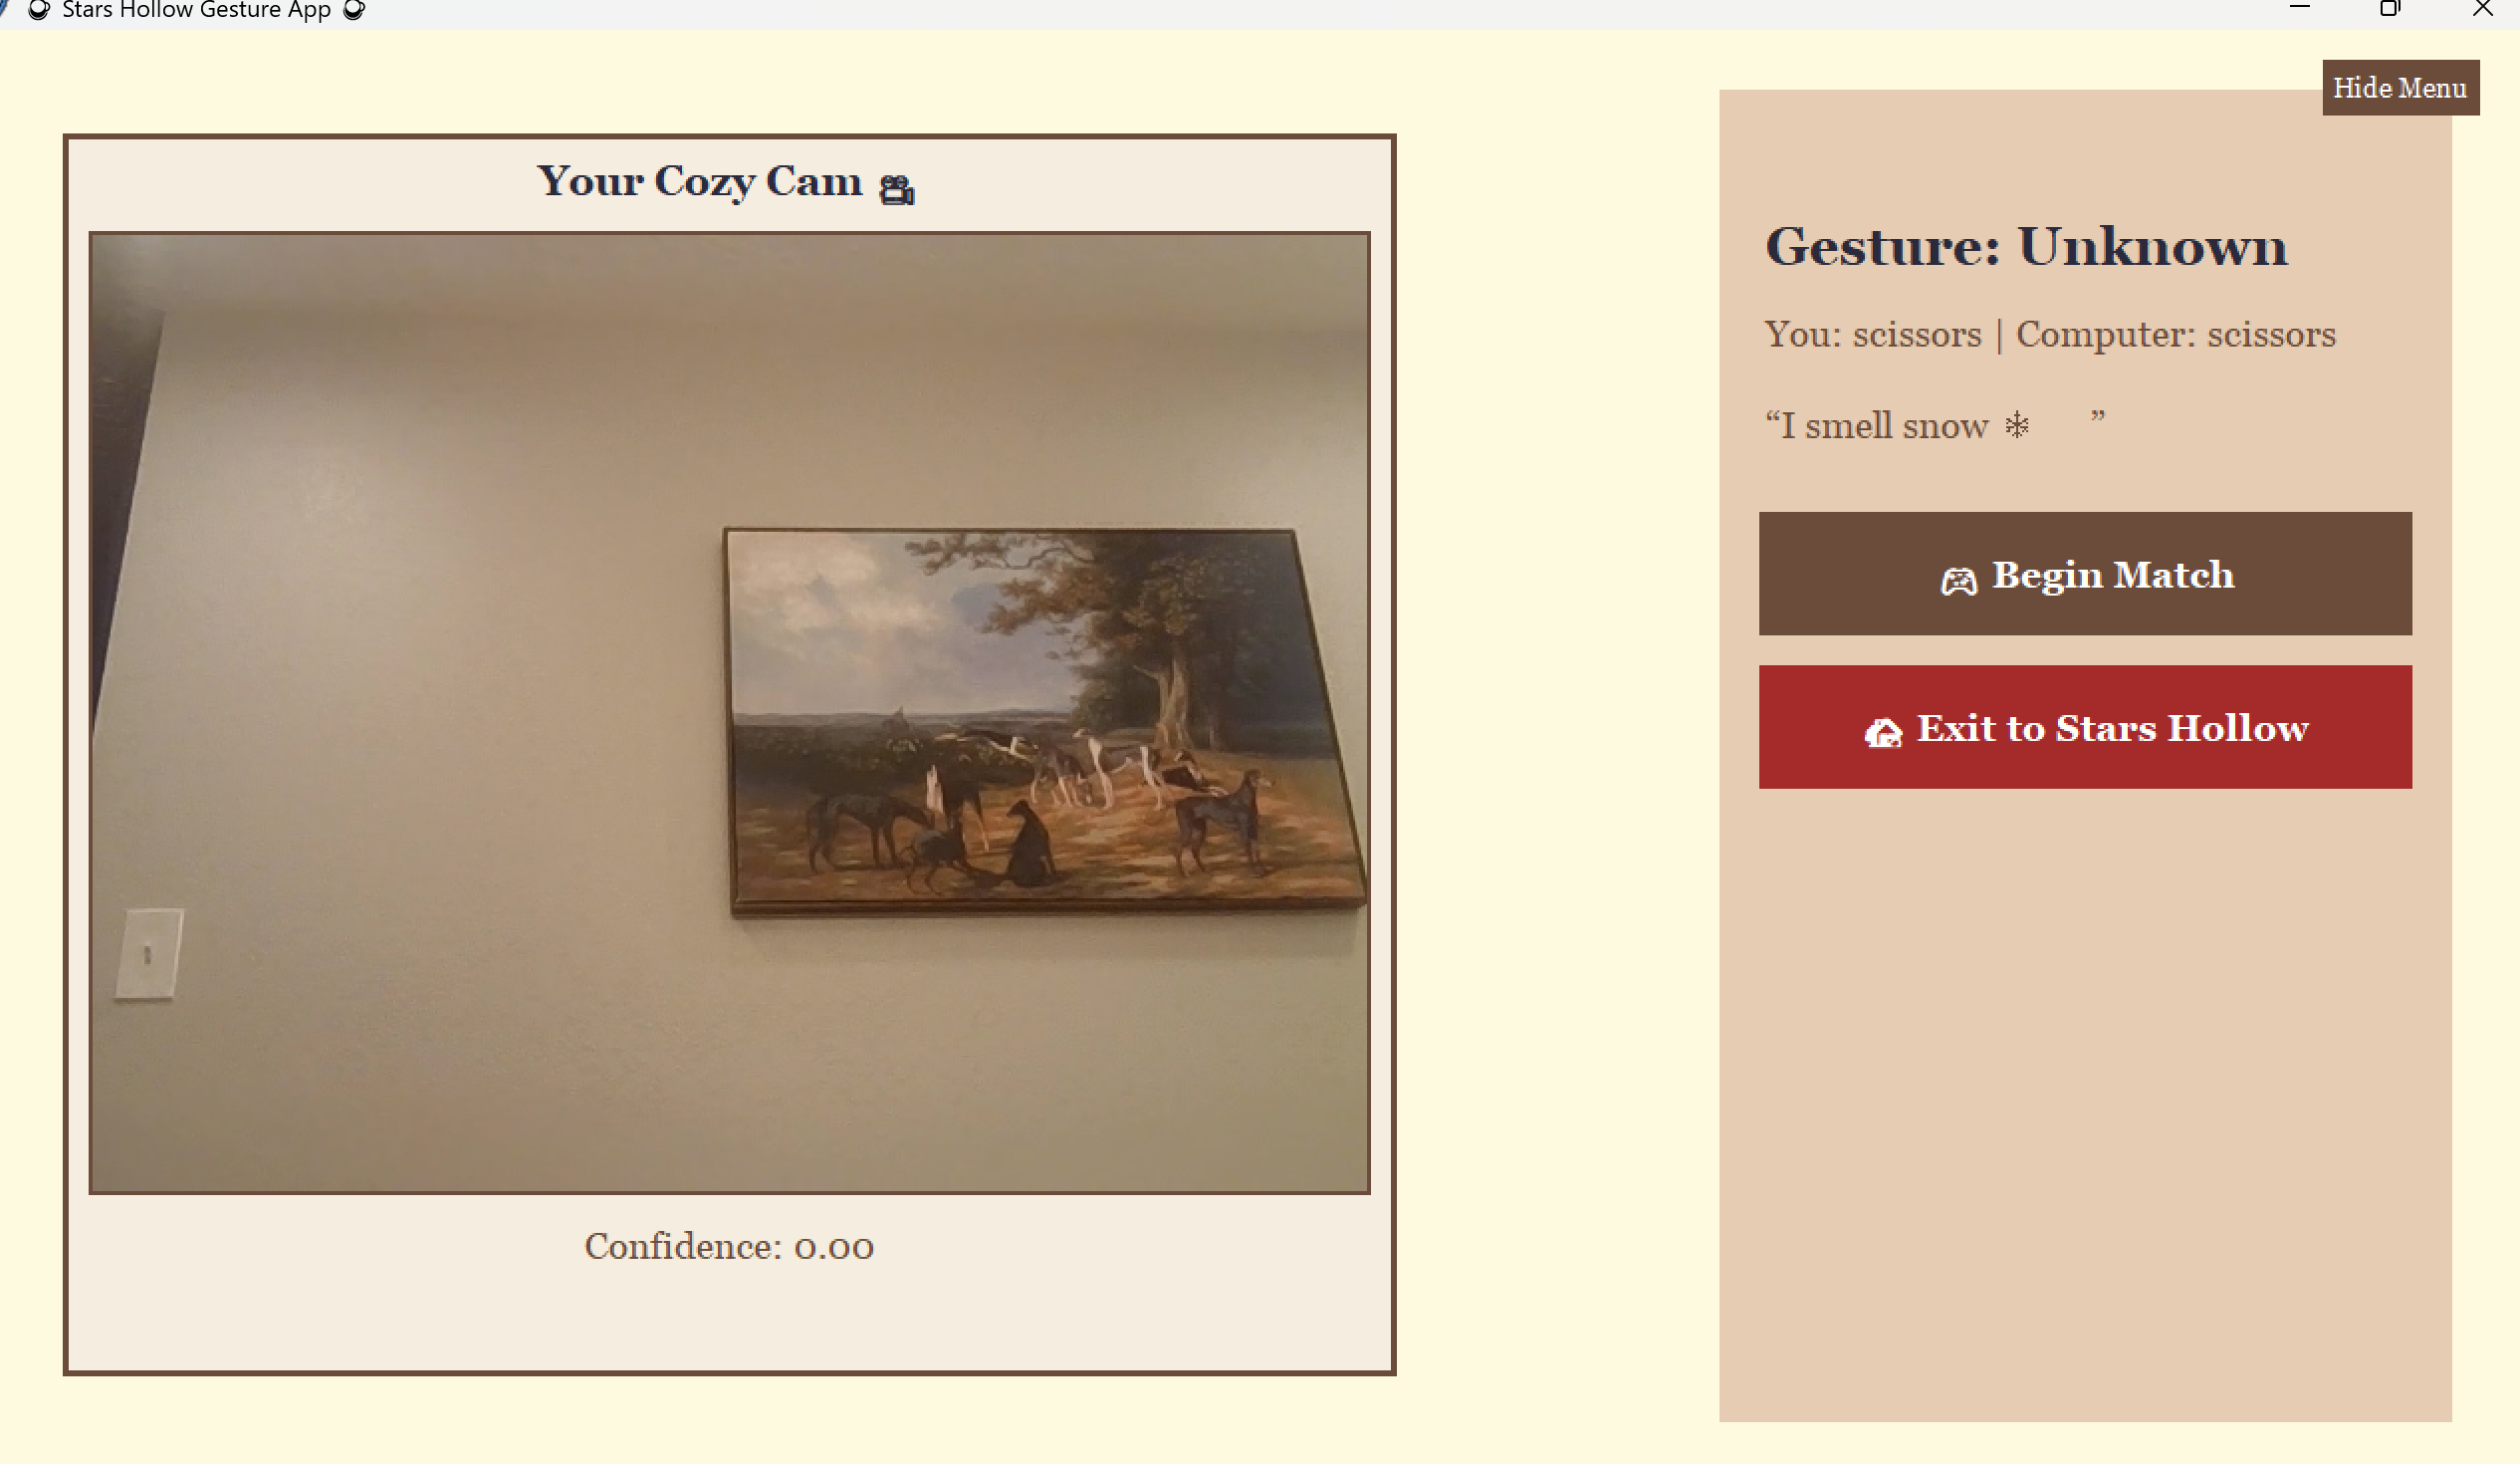 Stars Hollow Gesture App
Hide Menu
Your Cozy Cam
Confidence: 0.00
Gesture: Unknown
You: scissors | Computer: scissors
“I smell snow ❄ ”
Begin Match
Exit to Stars Hollow